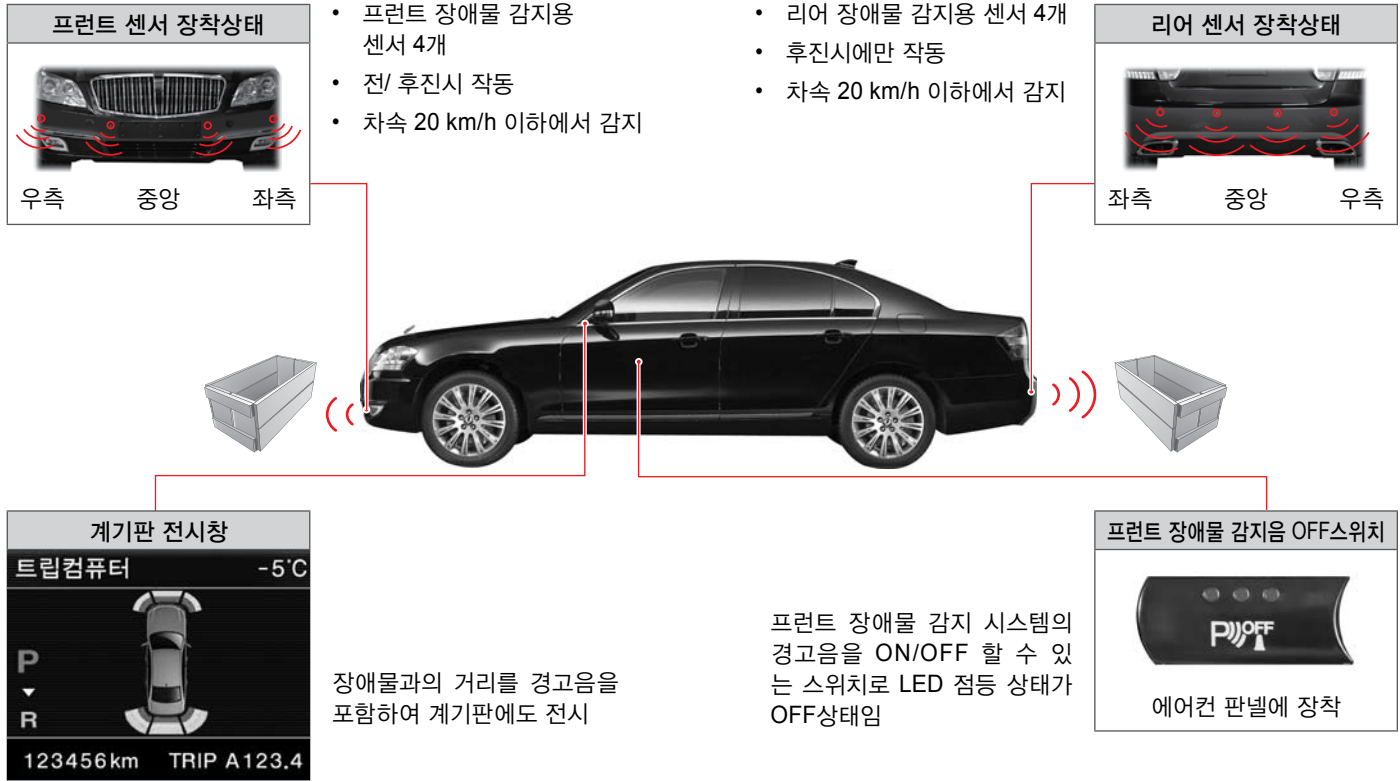 프런트 센서 장착상태
우측 중앙 좌측
• 프런트 장애물 감지용
센서 4개
• 전/ 후진시 작동
• 차속 20 km/h 이하에서 감지
• 리어 장애물 감지용 센서 4개
• 후진시에만 작동
• 차속 20 km/h 이하에서 감지
리어 센서 장착상태
좌측 중앙 우측
계기판 전시창
트립컴퓨터 -5°C
P
R
123456km TRIP A123.4
장애물과의 거리를 경고음을
포함하여 계기판에도 전시
프런트 장애물 감지 시스템의
경고음을 ON/OFF 할 수 있
는 스위치로 LED 점등 상태가
OFF상태임
프런트 장애물 감지음 OFF스위치
P OFF
에어컨 판넬에 장착